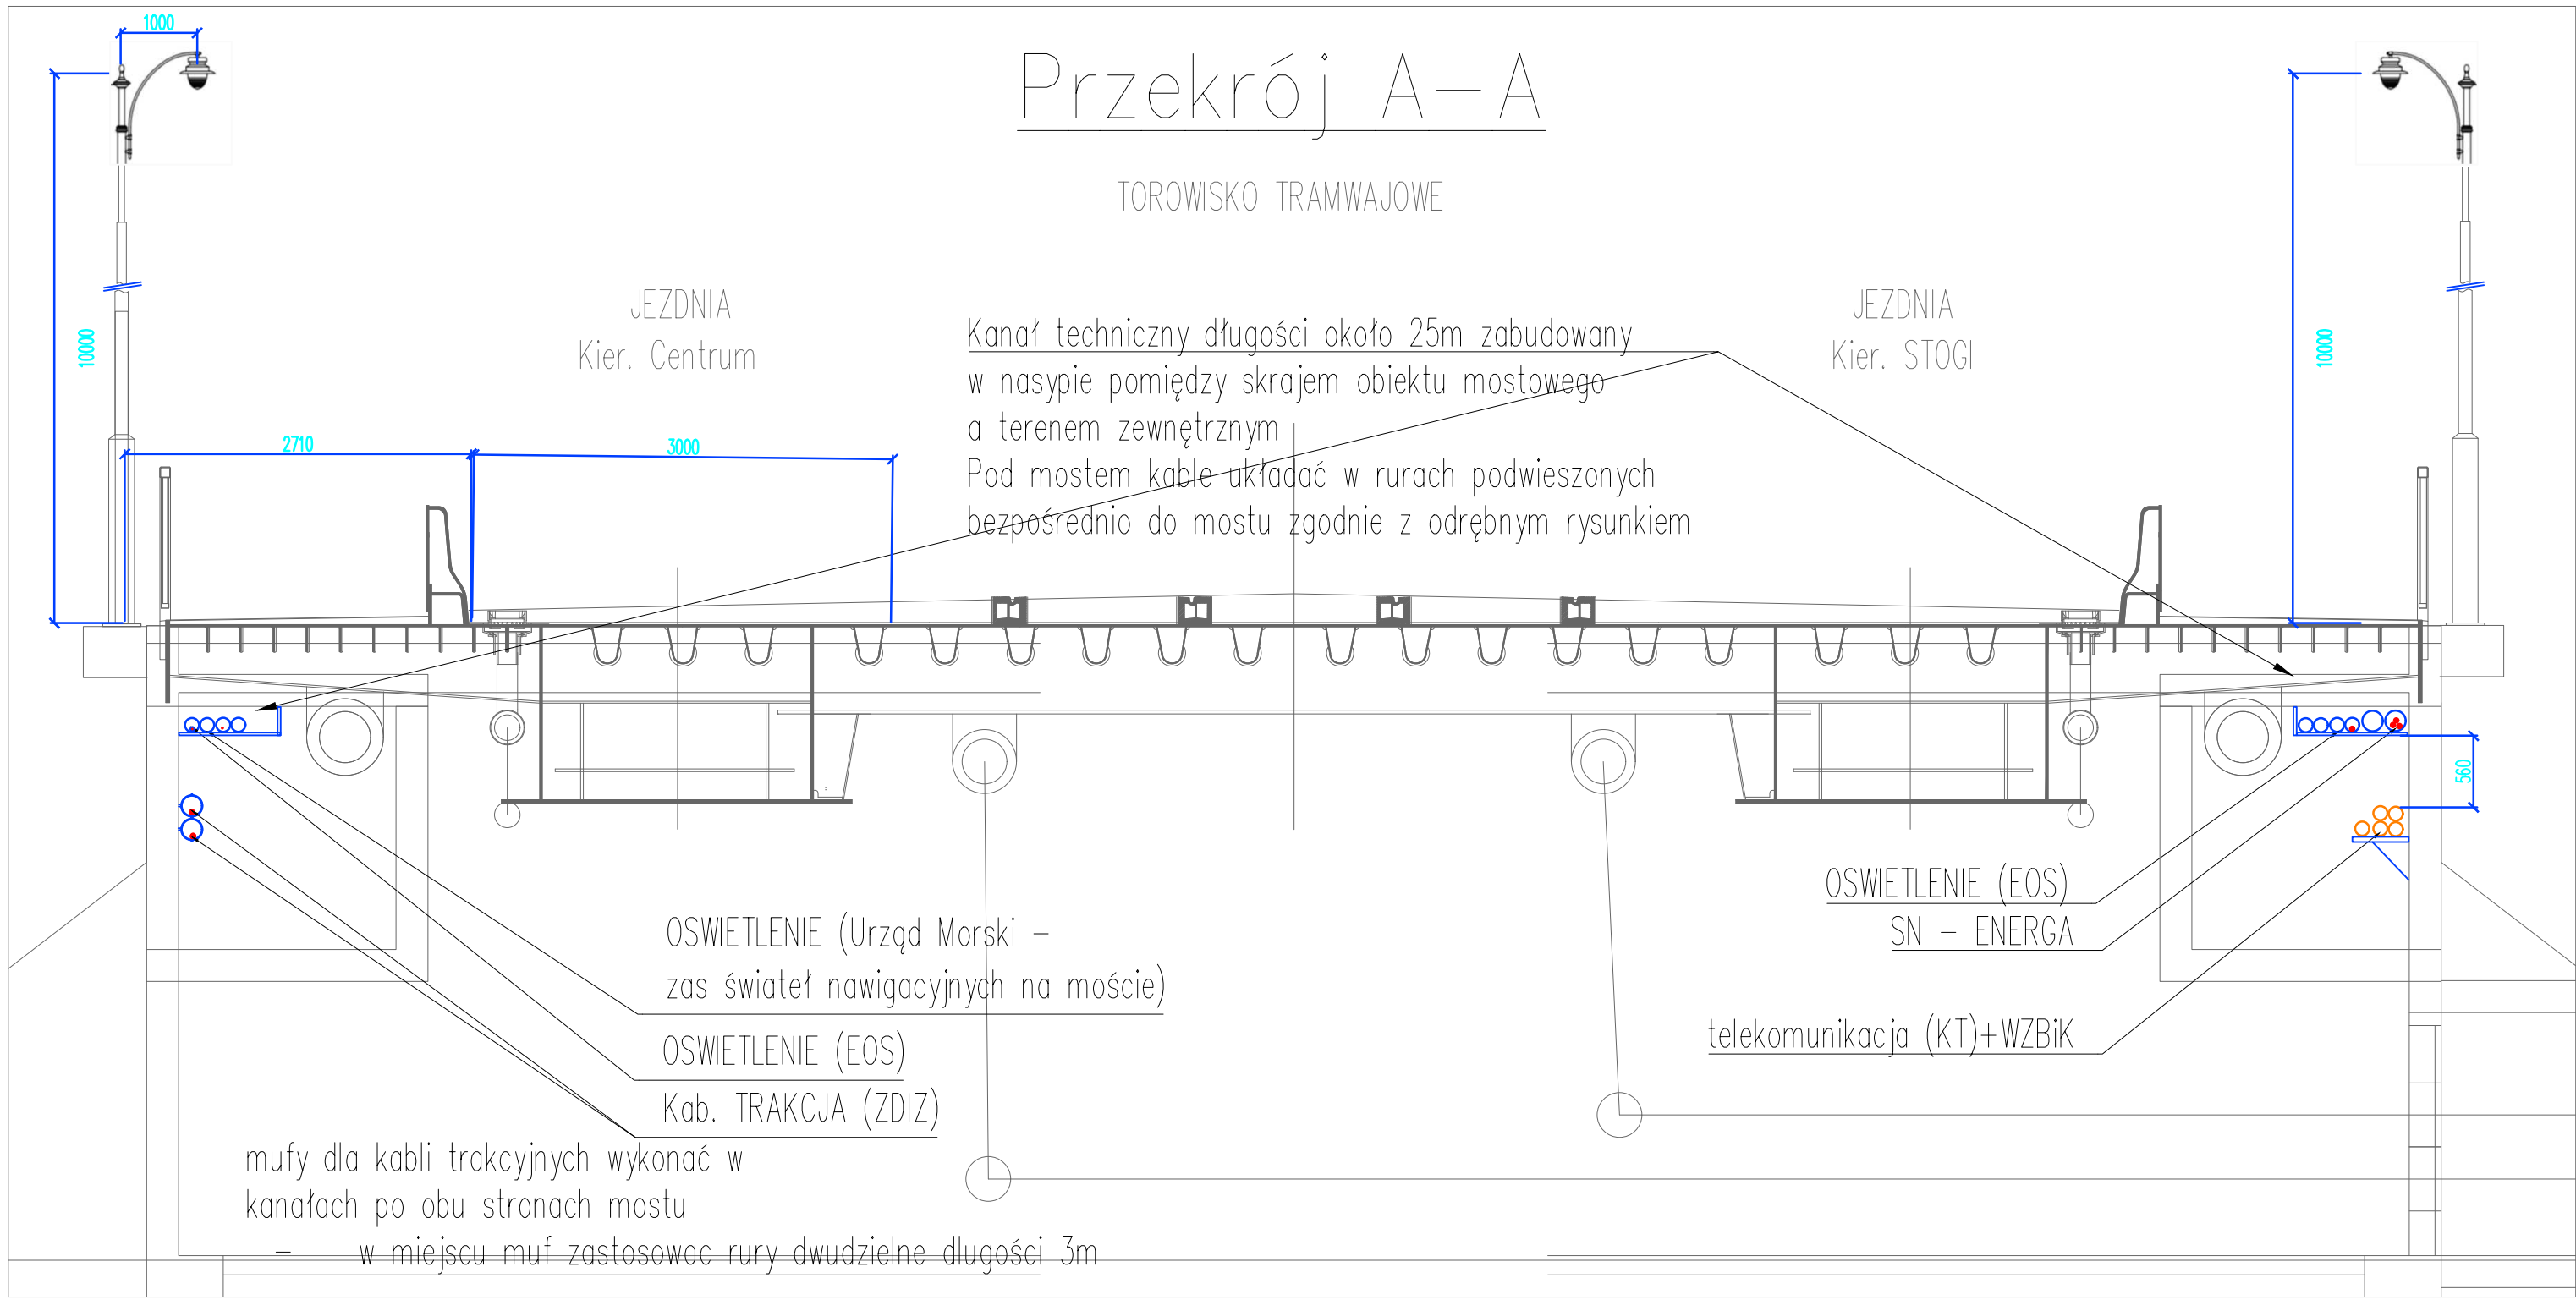 1000
Przekrój A-A
TOROWISKO TRAMWAJOWE
JEZDNIA
Kier. Centrum
JEZDNIA
Kier. STOGI
10000
10000
2710
3000
Kanał techniczny długości około 25m zabudowany
w nasypie pomiędzy skrajem obiektu mostowego
a terenem zewnętrznym
Pod mostem kable układać w rurach podwieszonych
bezpośrednio do mostu zgodnie z odrębnym rysunkiem
560
OSWIETLENIE (Urząd Morski -
zas świateł nawigacyjnych na moście)
OSWIETLENIE (EOS)
Kab. TRAKCJA (ZDIZ)
mufy dla kabli trakcyjnych wykonać w
kanałach po obu stronach mostu
- w miejscu muf zastosowac rury dwudzielne dlugości 3m
OSWIETLENIE (EOS)
SN - ENERGA
telekomunikacja (KT)+WZBiK